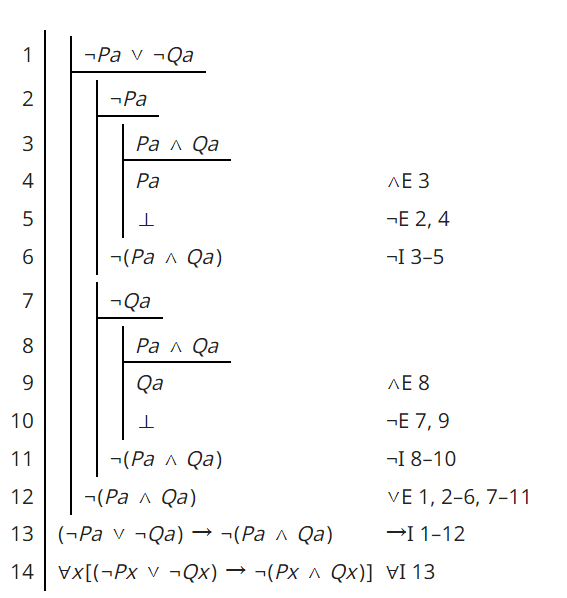 1 ¬Pa ∨ ¬Qa
2 ¬Pa
3 Pa ∧ Qa
4 Pa ∧E 3
5 ⊥ ¬E 2, 4
6 ¬(Pa ∧ Qa) ¬I 3–5
7 ¬Qa
8 Pa ∧ Qa
9 Qa ∧E 8
10 ⊥ ¬E 7, 9
11 ¬(Pa ∧ Qa) ¬I 8–10
12 ¬(Pa ∧ Qa) ∨E 1, 2–6, 7–11
13 (¬Pa ∨ ¬Qa) → ¬(Pa ∧ Qa) →I 1–12
14 ∀x[(¬Px ∨ ¬Qx) → ¬(Px ∧ Qx)] ∀I 13